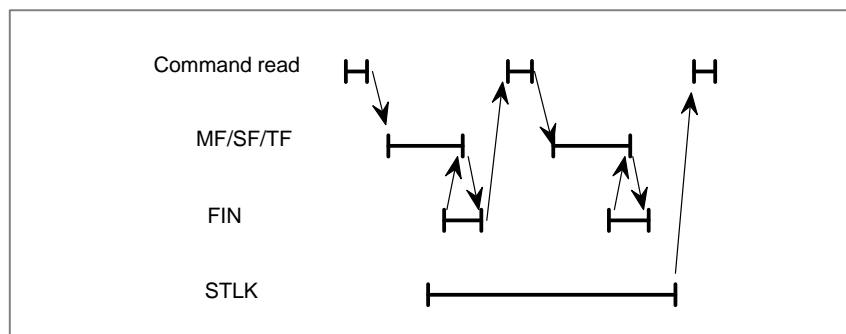 Command read
MF/SF/TF
FIN
STLK